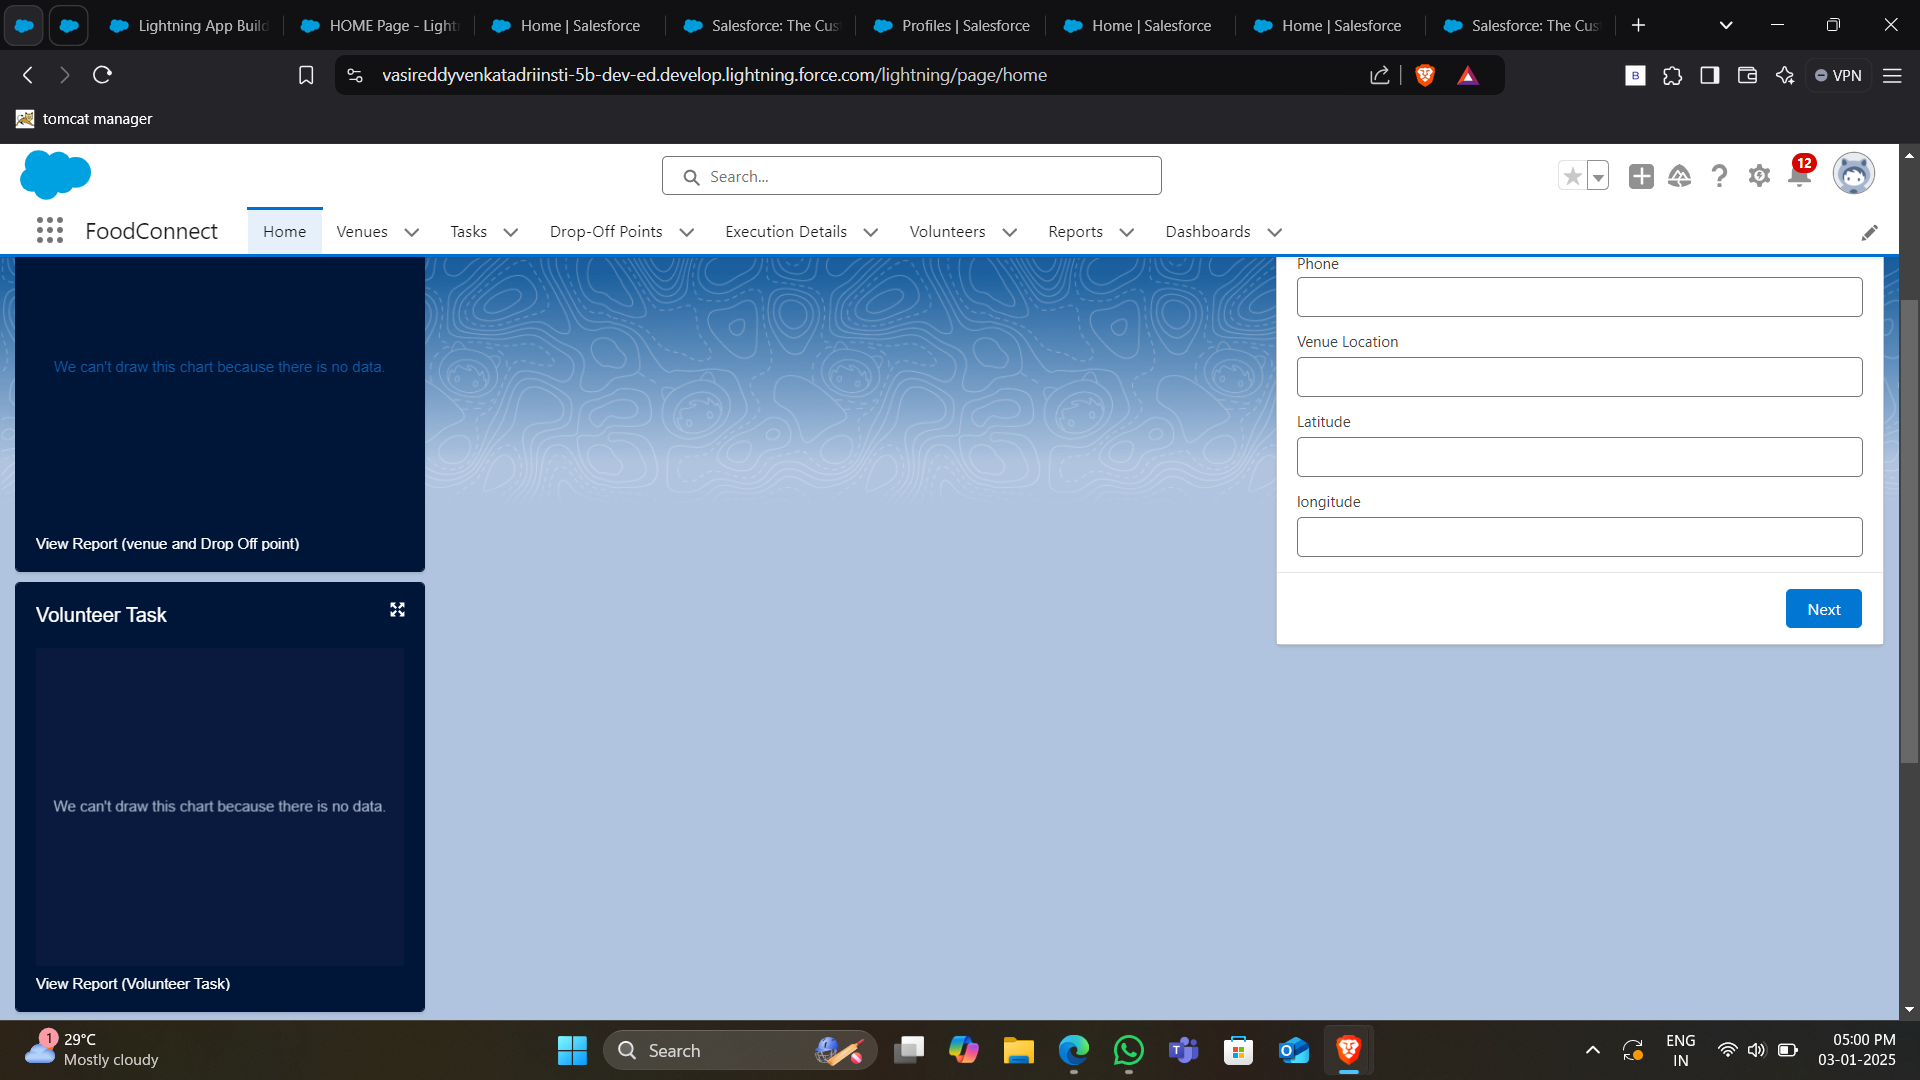 Lightning App Build
HOME Page - Light
Home | Salesforce
Salesforce: The Cus
Profiles | Salesforce
Home | Salesforce
Home | Salesforce
Salesforce: The Cus
vasireddyvenkatadriinsti-5b-dev-ed.develop.lightning.force.com/lightning/page/home
B
VPN
tomcat manager
Search...
12
FoodConnect
Home
Venues
Tasks
Drop-Off Points
Execution Details
Volunteers
Reports
Dashboards
We can't draw this chart because there is no data.
View Report (venue and Drop Off point)
Volunteer Task
We can't draw this chart because there is no data.
View Report (Volunteer Task)
Phone
Venue Location
Latitude
longitude
Next
1
29°C
Mostly cloudy
Search
ENG
IN
05:00 PM
03-01-2025